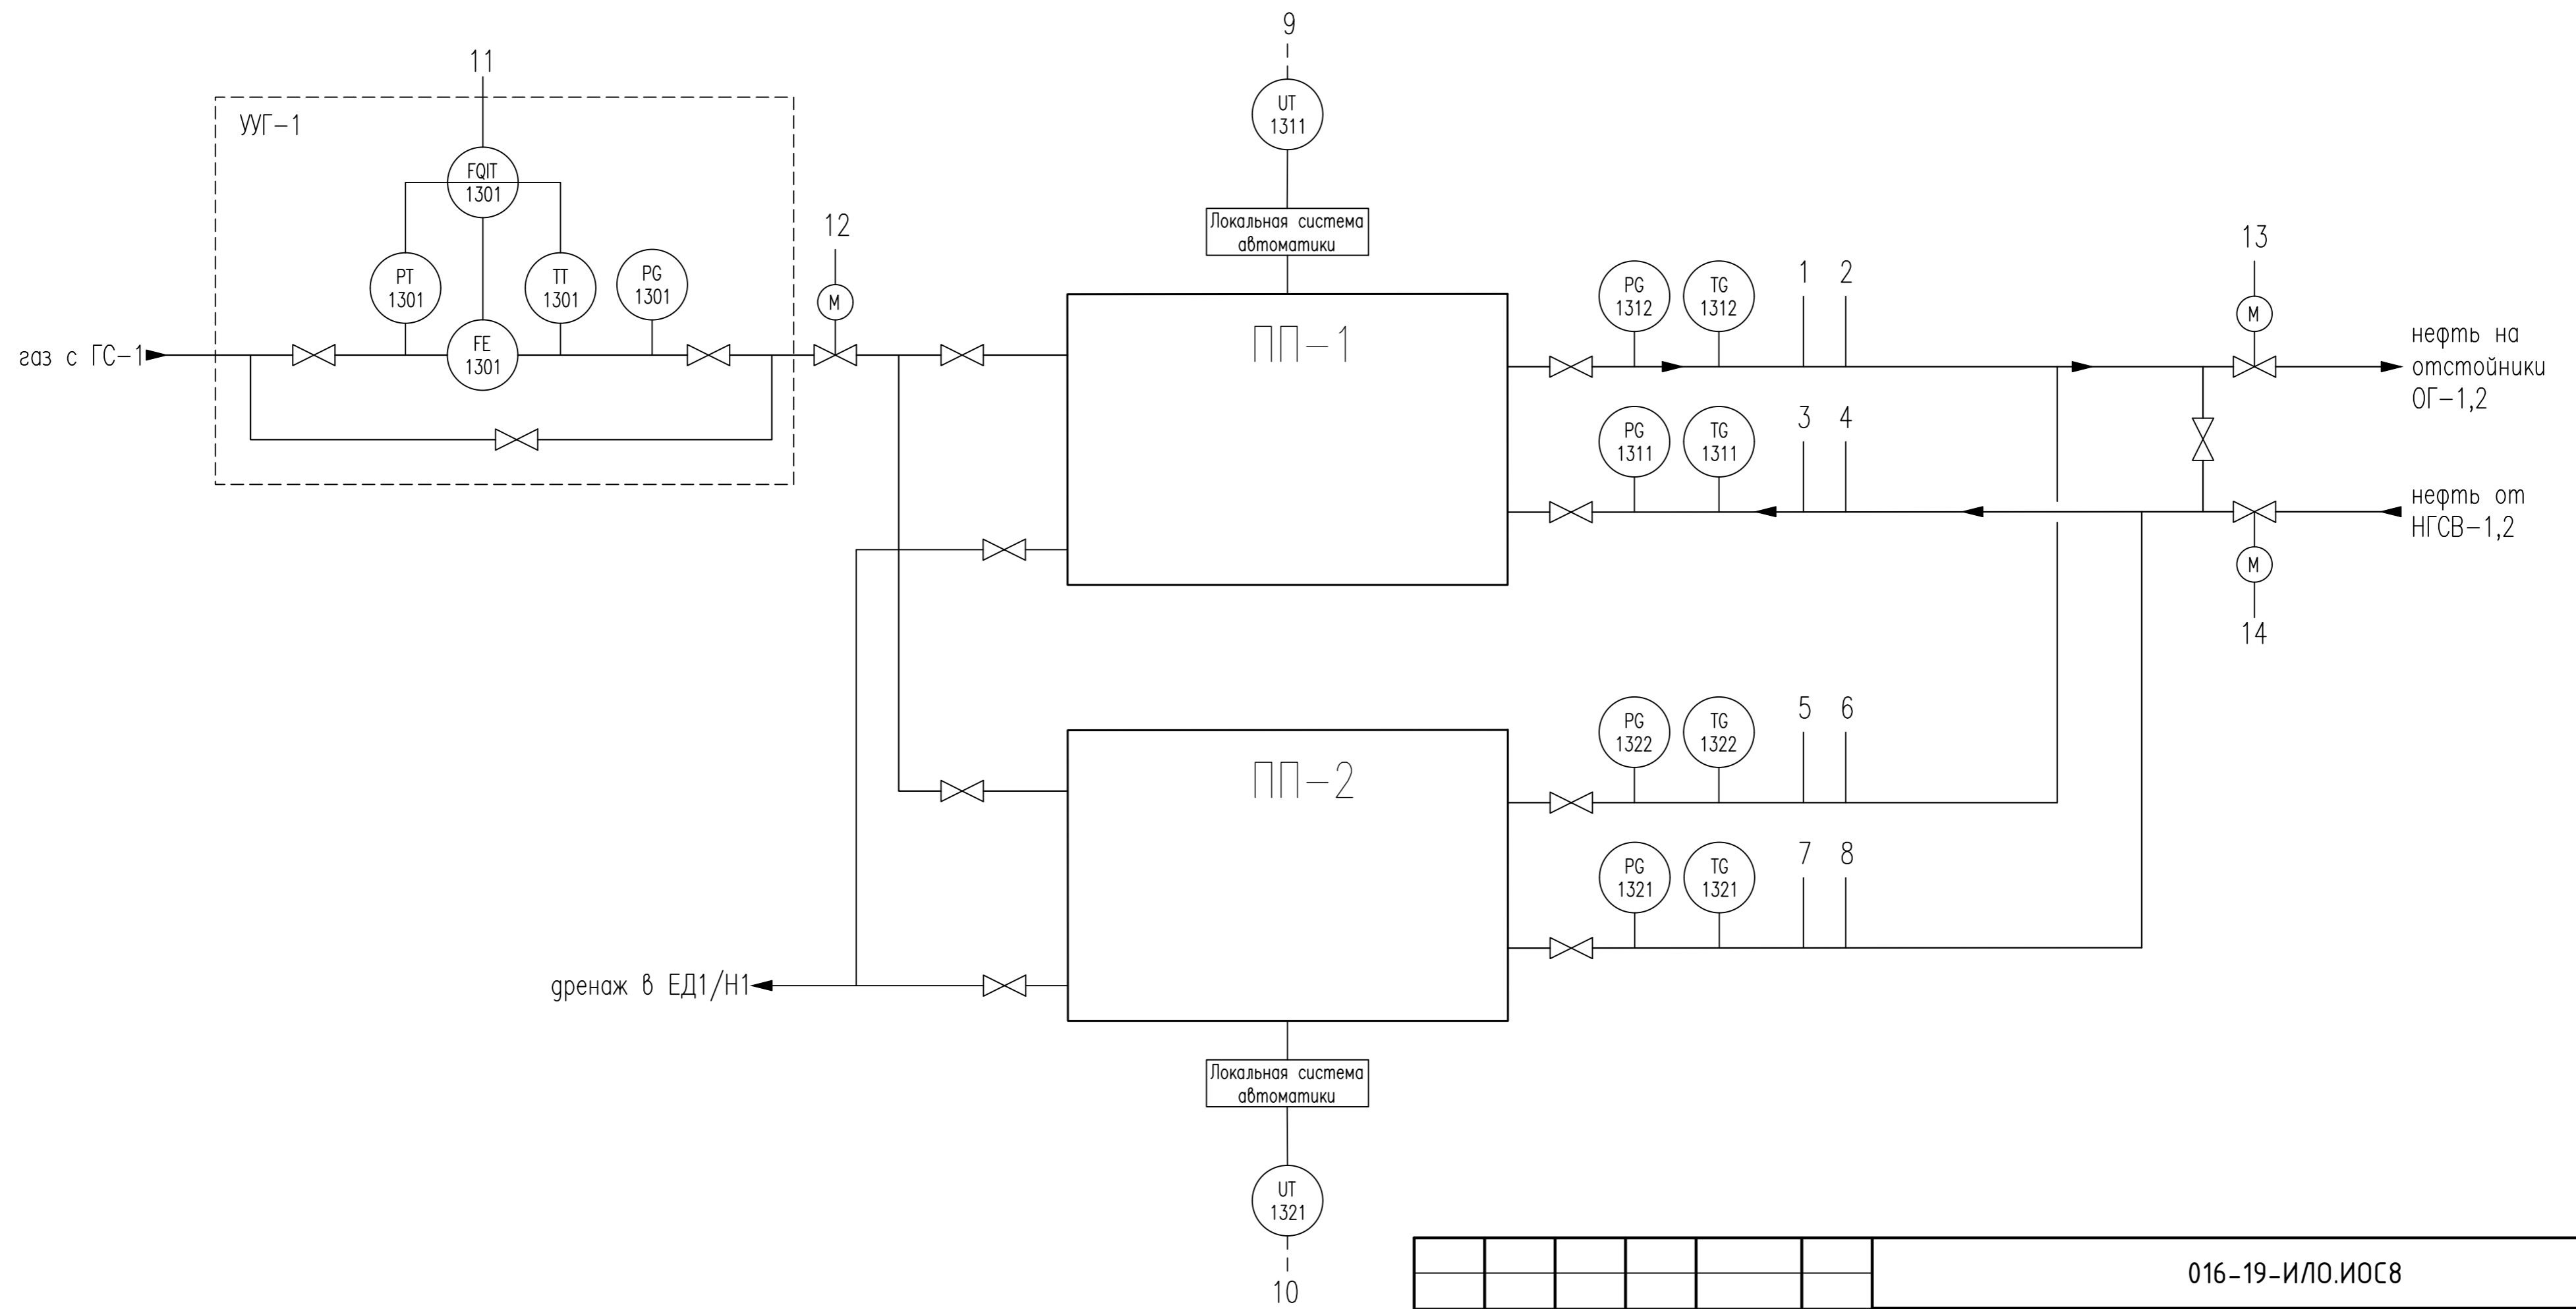 9
11
УУГ-1
UT
1311
FQIT
1301
12
Локальная система
автоматики
13
PT
1301
TT
1301
PG
1301
M
PG
1312
TG
1312
1
2
M
газ с ГС-1
FE
1301
ПП-1
нефть на
отстойники
ОГ-1,2
PG
1311
TG
1311
3
4
нефть от
НГСВ-1,2
M
14
PG
1322
TG
1322
5
6
ПП-2
PG
1321
TG
1321
7
8
дренаж в ЕД1/Н1
Локальная система
автоматики
UT
1321
10
016-19-ИЛО.ИОС8